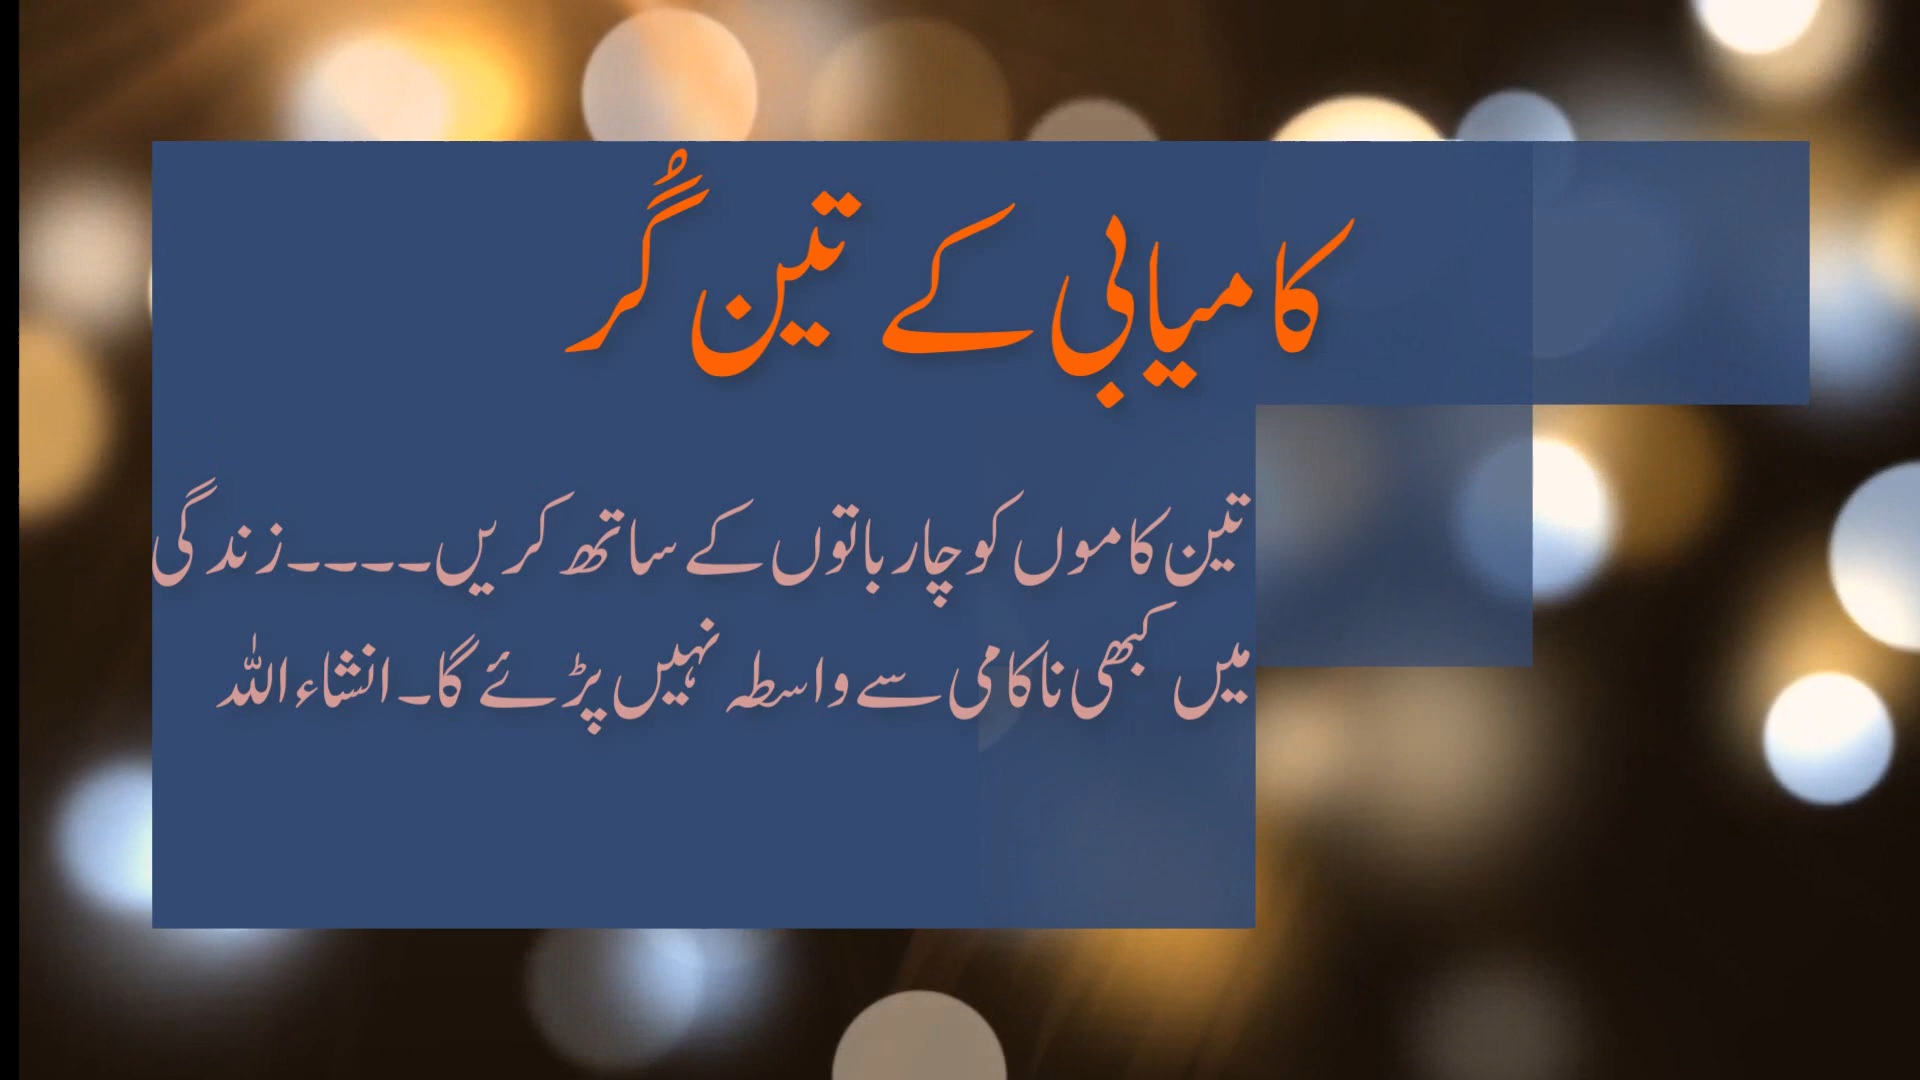 کامیابی کے تین گُر
تین کاموں کو چار باتوں کے ساتھ کریں۔۔۔۔زندگی
میں کبھی ناکامی سے واسطہ نہیں پڑئے گا۔ انشاء اللہ